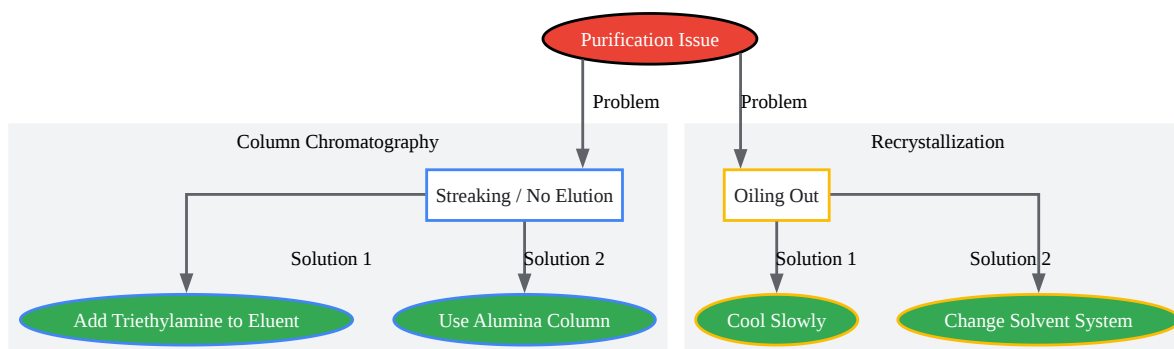 Purification Issue
Problem
Problem
Column Chromatography
Recrystallization
Streaking / No Elution
Oiling Out
Solution 1
Solution 2
Solution 1
Solution 2
Add Triethylamine to Eluent
Use Alumina Column
Cool Slowly
Change Solvent System